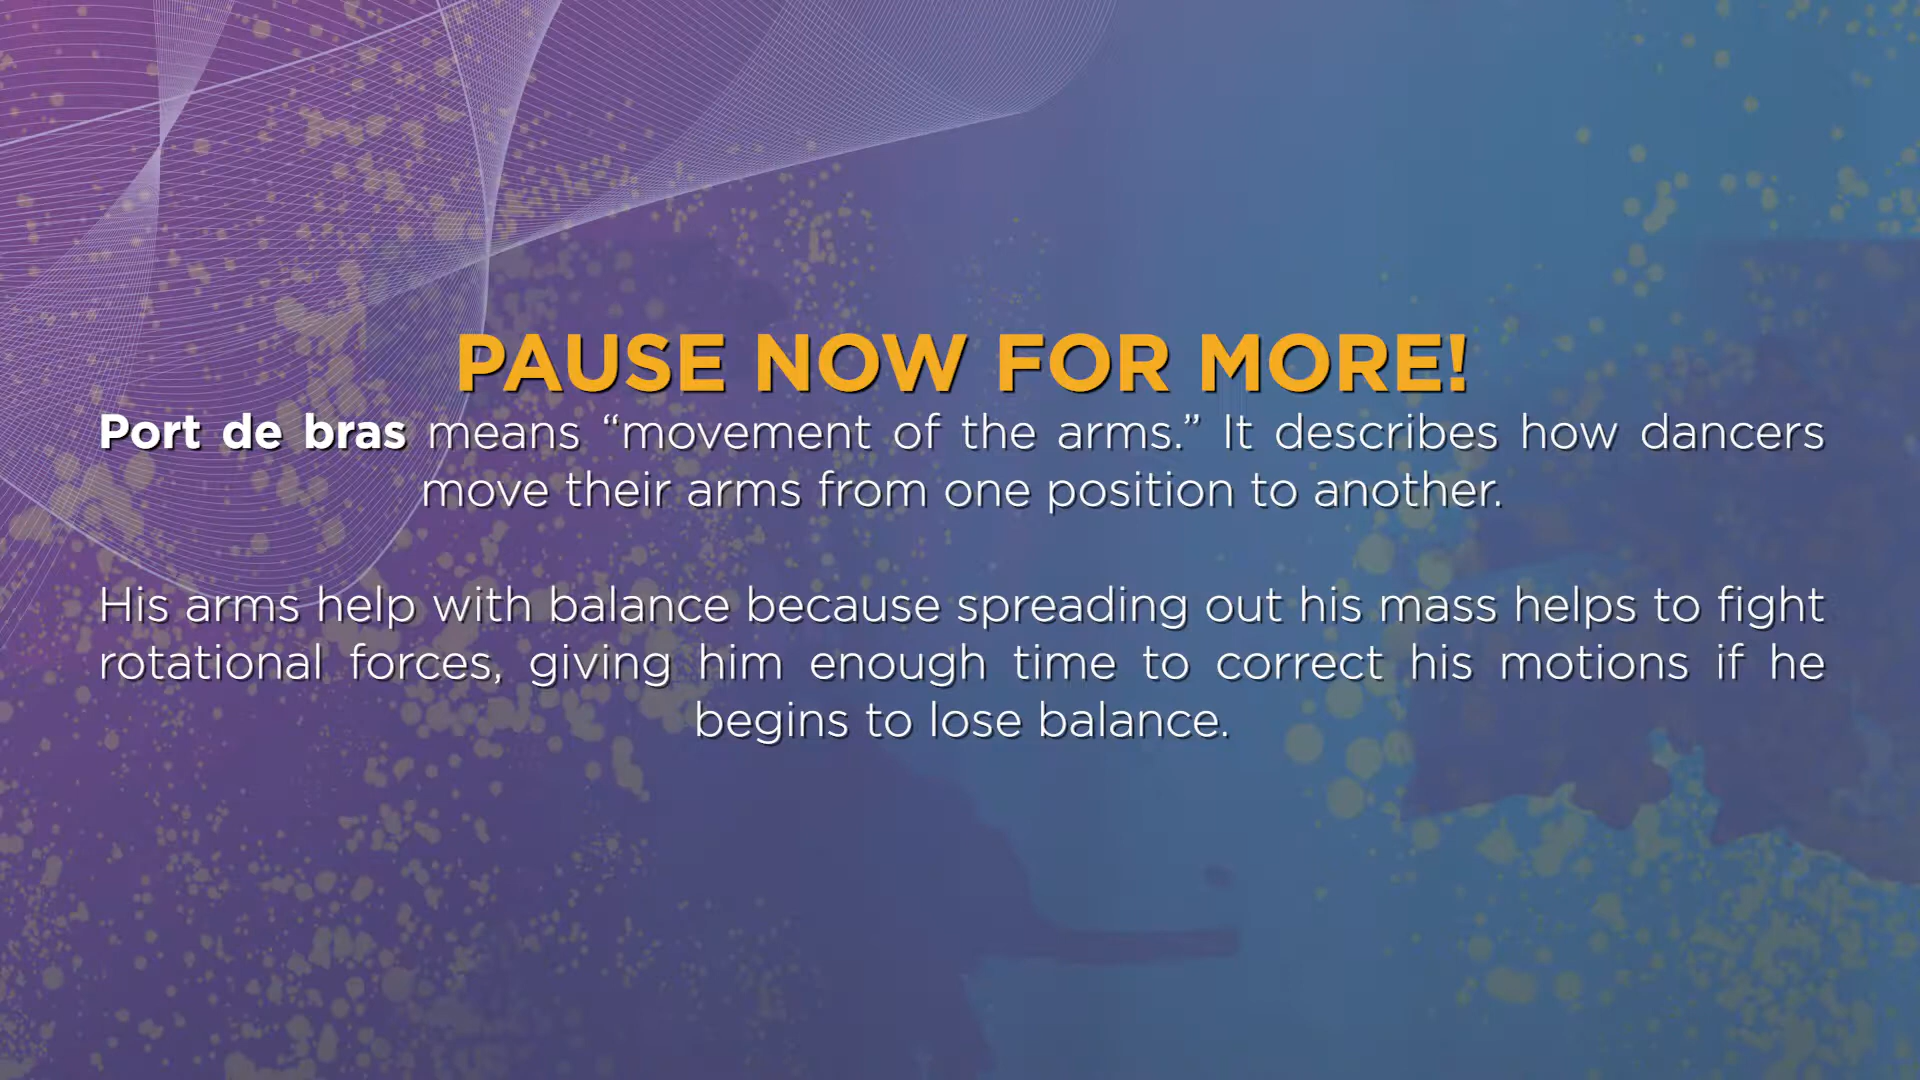 PAUSE NOW FOR MORE!
Port de bras means “movement of the arms.” It describes how dancers
move their arms from one position to another.
His arms help with balance because spreading out his mass helps to fight
rotational forces, giving him enough time to correct his motions if he
begins to lose balance.